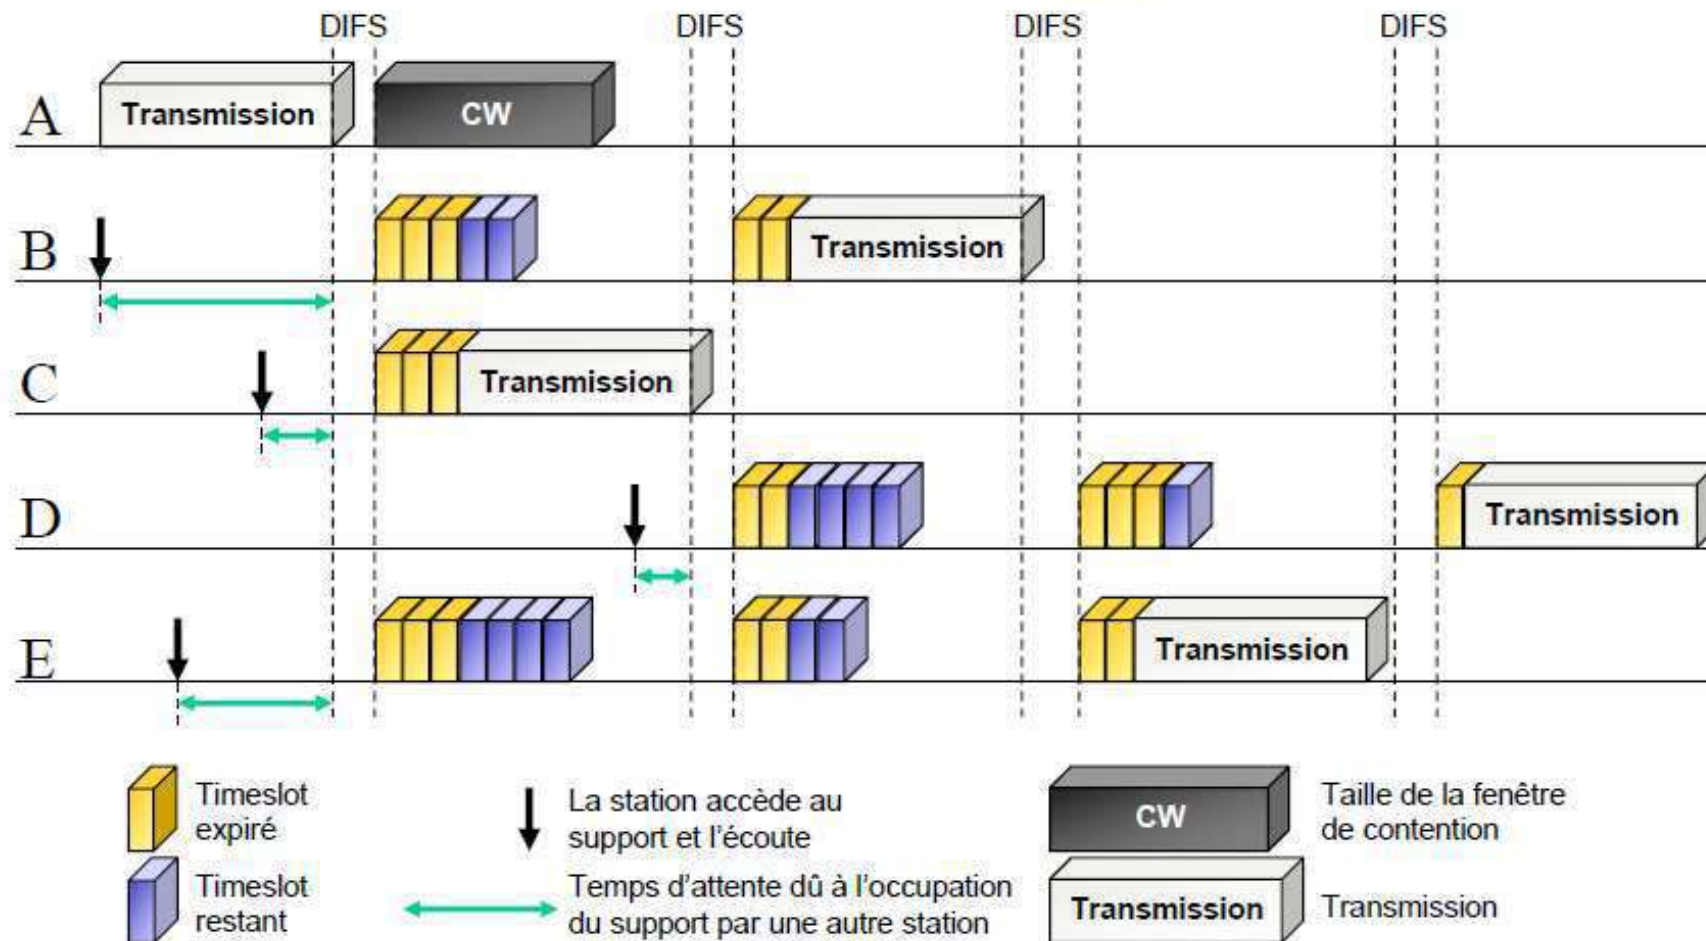 DIFS DIFS DIFS DIFS
A Transmission CW
B Transmission
C Transmission
D Transmission
E Transmission
Timeslot
expiré
Timeslot
restant
La station accède au
support et l'écoute
Temps d'attente dû à l'occupation
du support par une autre station
CW
Taille de la fenêtre
de contention
Transmission
Transmission